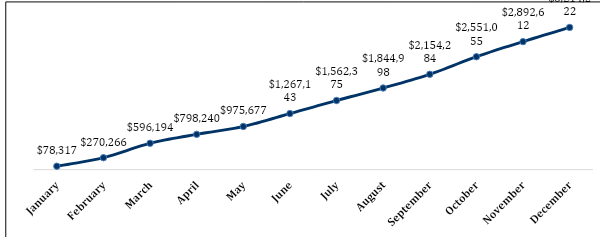 22
$2,892,6
12
$2,551,0
55
$2,154,2
84
$1,844,9
98
$1,562,3
75
$1,267,1
43
$975,677
$798,240
$596,194
$270,266
$78,317
January
February
March
April
May
June
July
August
September
October
November
December